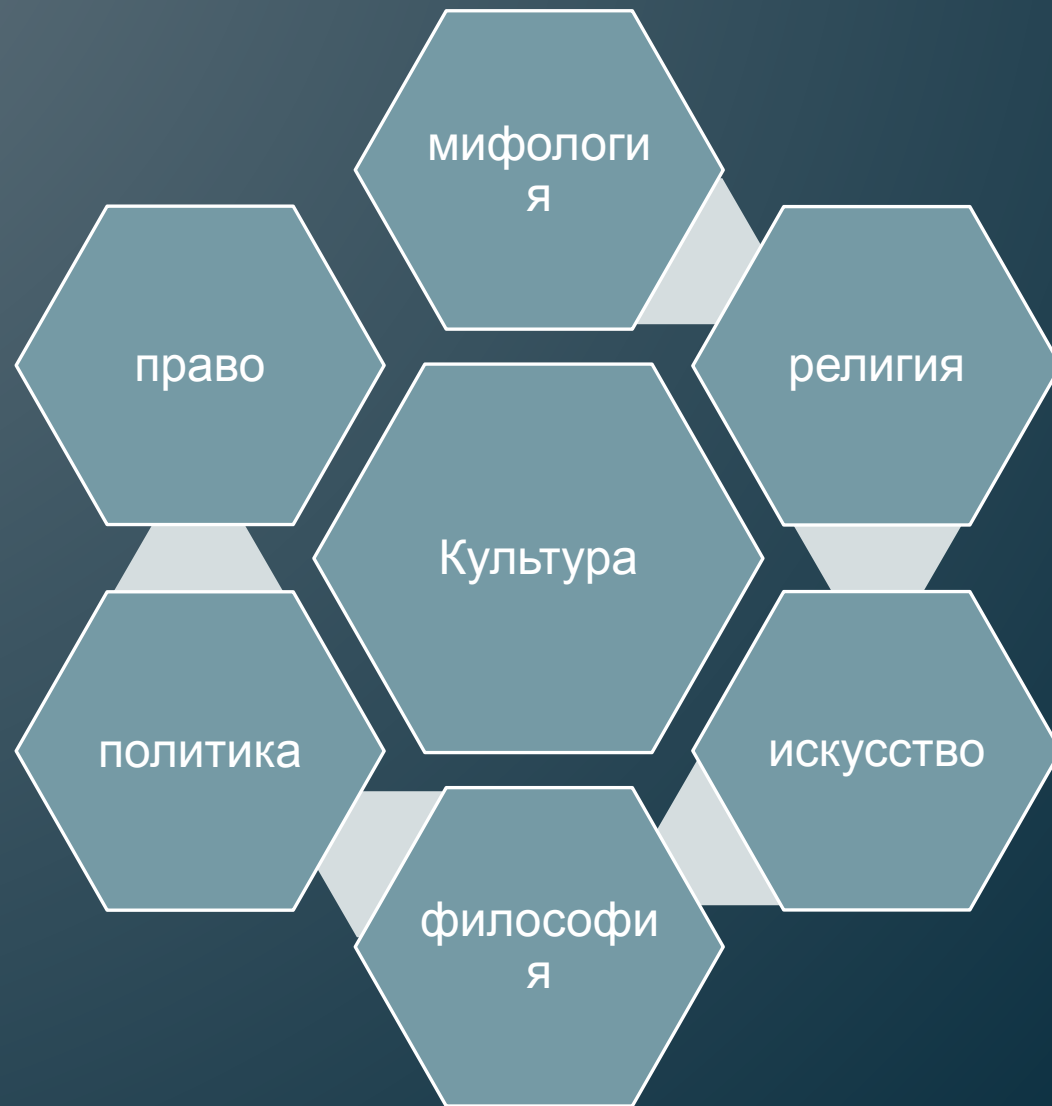 мифологи
я
право
религия
Культура
политика
искусство
философи
я